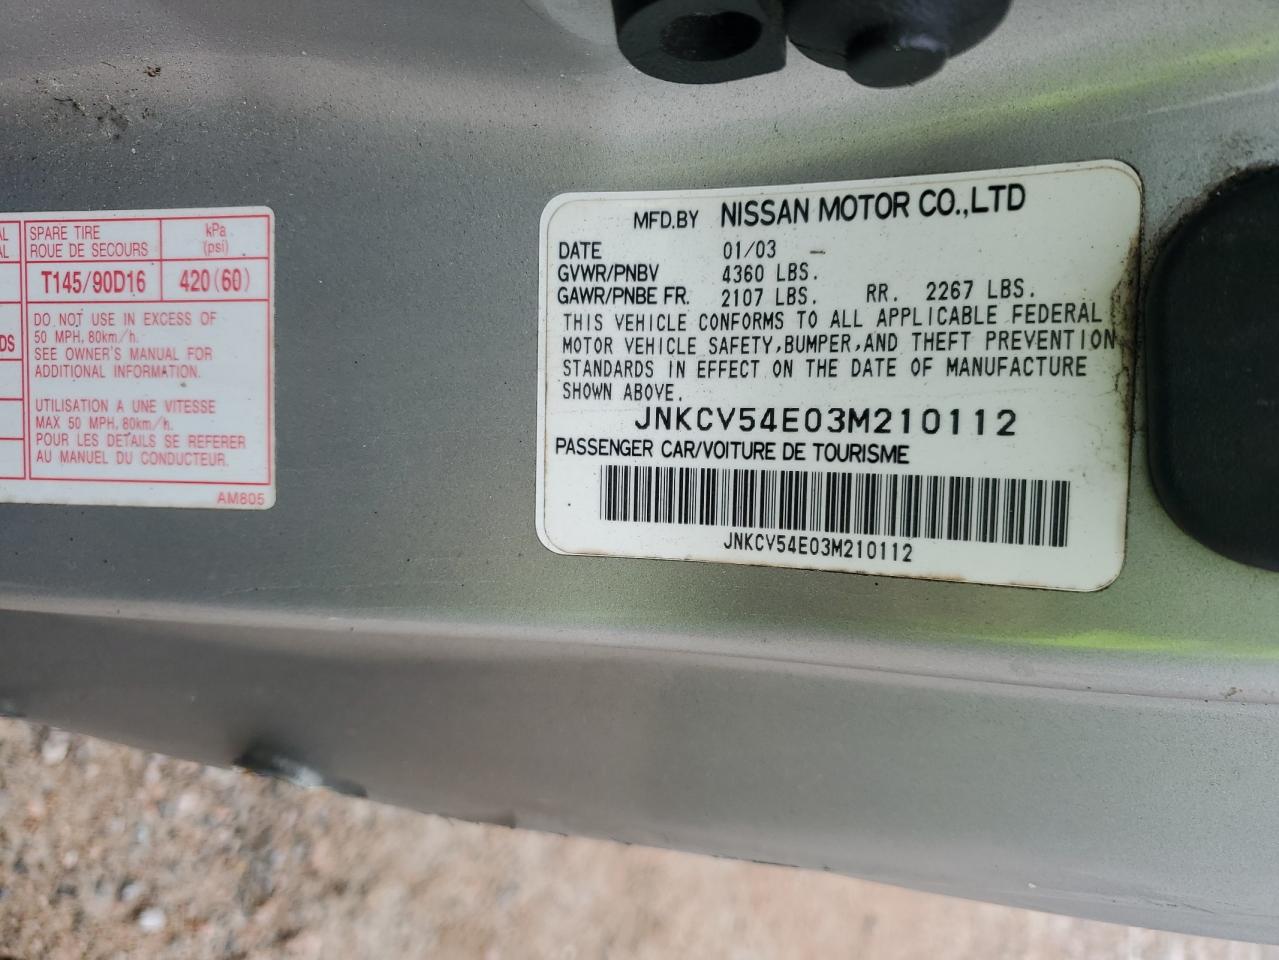 AL
AL
DS
SPARE TIRE
ROUE DE SECOURS
kPa
(psi)
T145/90D16
420(60)
DO NOT USE IN EXCESS OF
50 MPH, 80km/h.
SEE OWNER'S MANUAL FOR
ADDITIONAL INFORMATION.
UTILISATION A UNE VITESSE
MAX 50 MPH, 80km/h.
POUR LES DETAILS SE REFERER
AU MANUEL DU CONDUCTEUR.
AM805
MFD.BY NISSAN MOTOR CO.,LTD
DATE 01/03
GVWR/PNBV 4360 LBS.
GAWR/PNBE FR. 2107 LBS. RR. 2267 LBS.
THIS VEHICLE CONFORMS TO ALL APPLICABLE FEDERAL
MOTOR VEHICLE SAFETY,BUMPER,AND THEFT PREVENTION
STANDARDS IN EFFECT ON THE DATE OF MANUFACTURE
SHOWN ABOVE.
JNKCV54E03M210112
PASSENGER CAR/VOITURE DE TOURISME
JNKCV54E03M210112